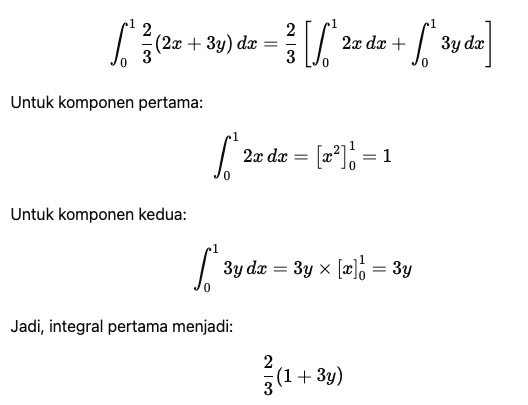 ∫₀¹ 2/3 (2x + 3y) dx = 2/3 [∫₀¹ 2x dx + ∫₀¹ 3y dx]
Untuk komponen pertama:
∫₀¹ 2x dx = [x²]₀¹ = 1
Untuk komponen kedua:
∫₀¹ 3y dx = 3y × [x]₀¹ = 3y
Jadi, integral pertama menjadi:
2/3 (1 + 3y)